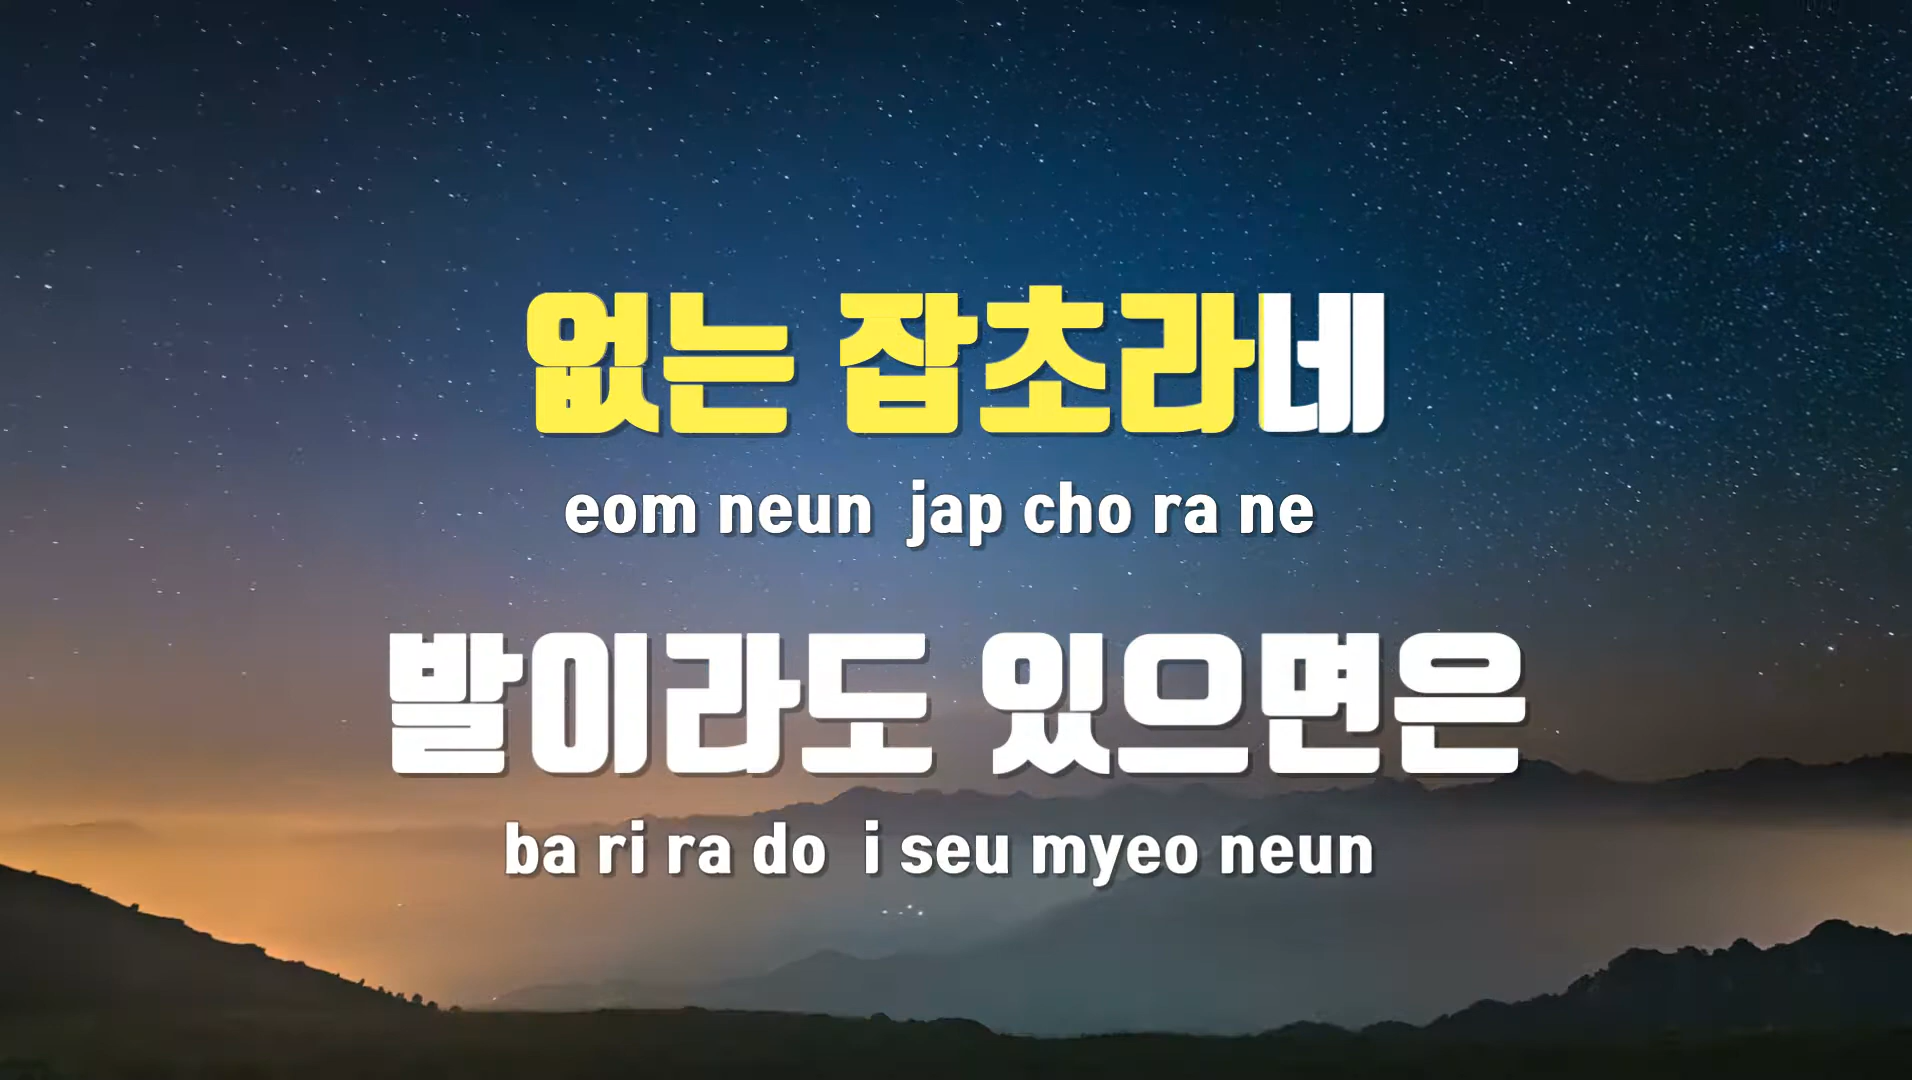 없는 잡초라네
eom neun jap cho ra ne
발이라도 있으면은
ba ri ra do i seu myeo neun